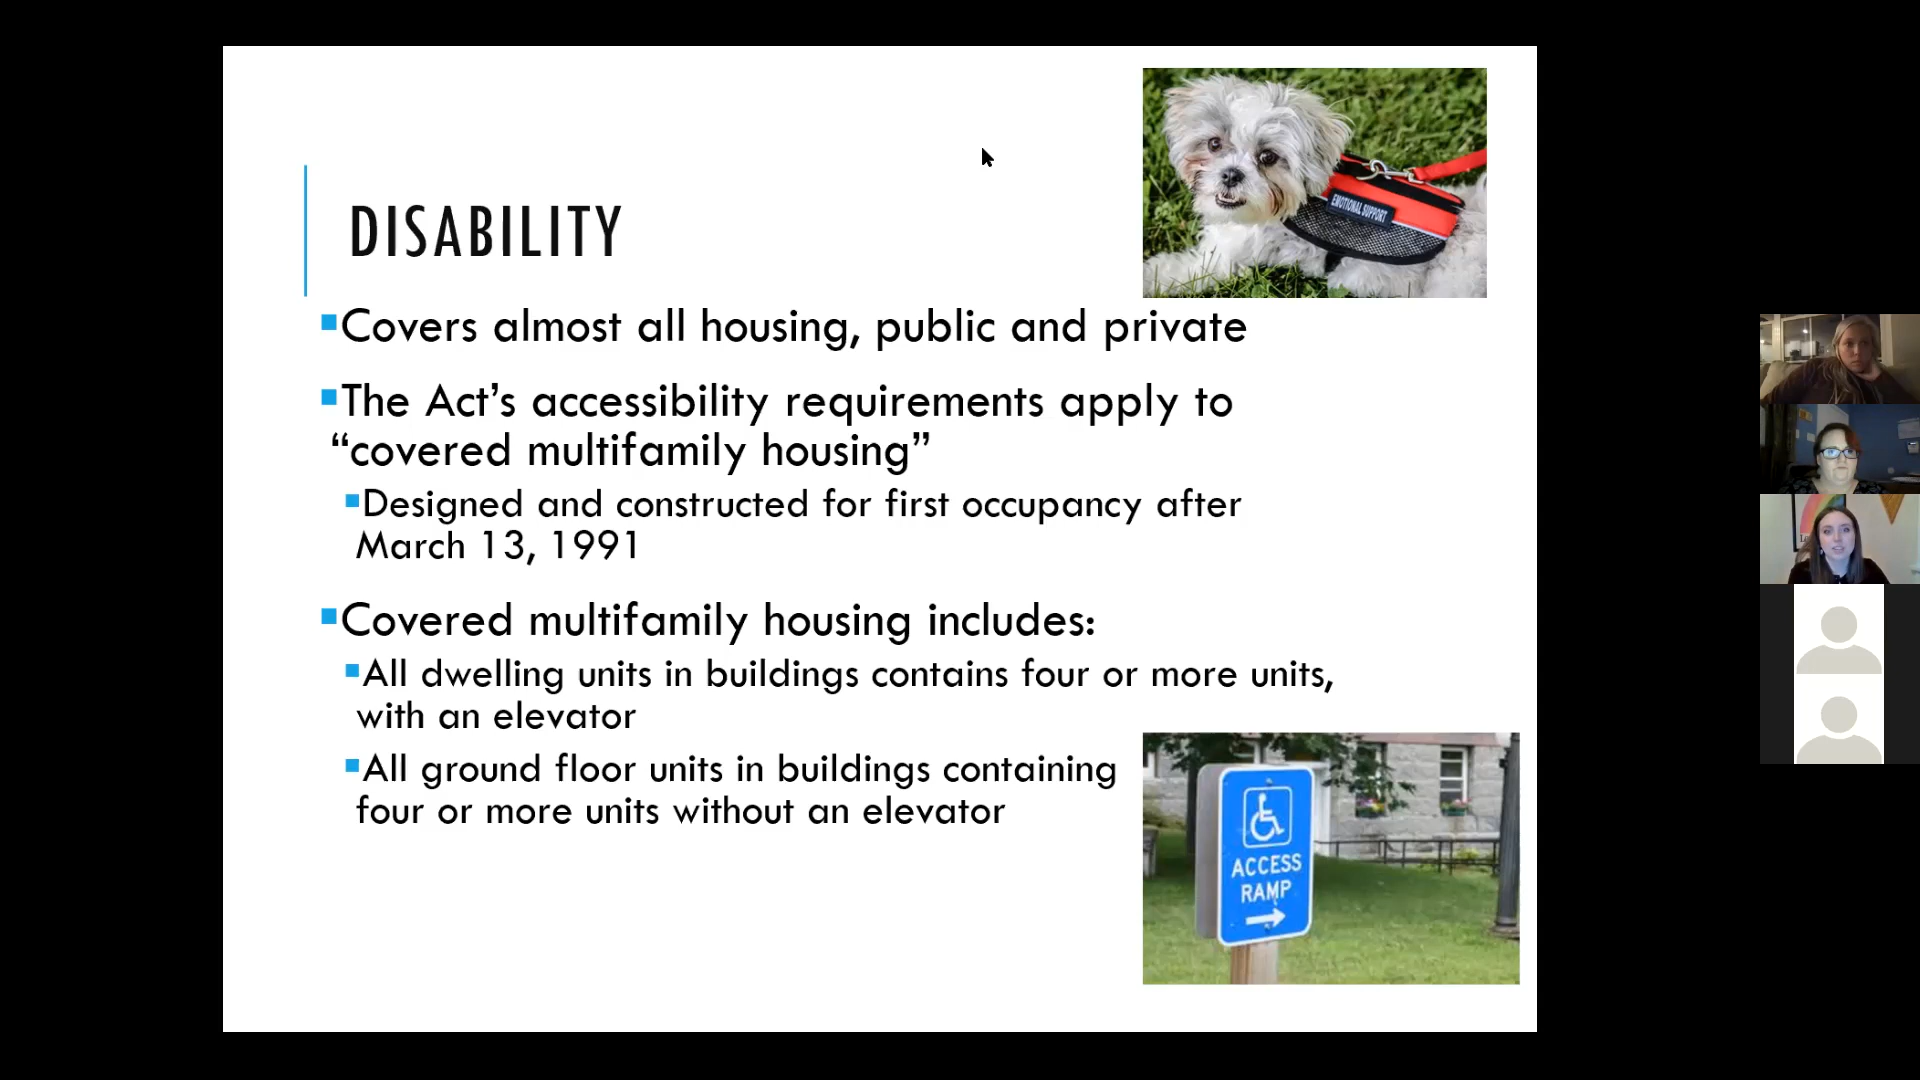 EMOTIONAL SUPPORT
DISABILITY
Covers almost all housing, public and private
The Act’s accessibility requirements apply to
“covered multifamily housing”
Designed and constructed for first occupancy after
March 13, 1991
Covered multifamily housing includes:
All dwelling units in buildings contains four or more units,
with an elevator
All ground floor units in buildings containing
four or more units without an elevator
ACCESS
RAMP